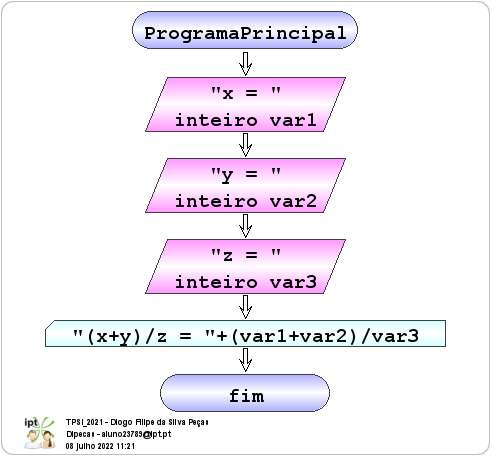 ProgramaPrincipal
"x = "
inteiro var1
"y = "
inteiro var2
"z = "
inteiro var3
"(x+y)/z = "+(var1+var2)/var3
fim
ipt
TPSI_2021 - Diogo Filipe da Silva Peças
Dipecas - aluno23783@ipt.pt
08 julho 2022 11:21